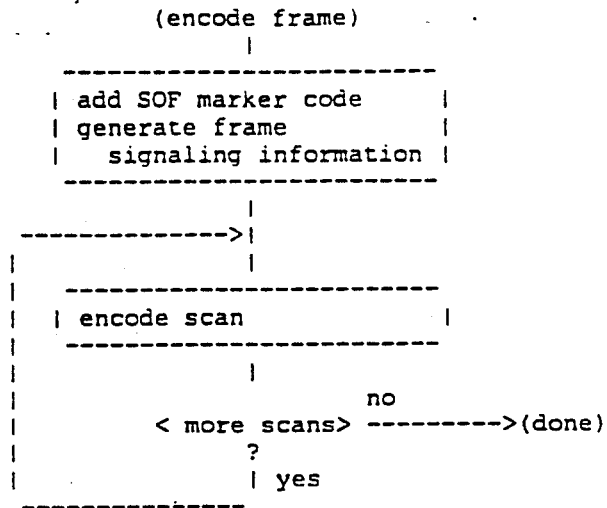 (encode frame)
add SOF marker code
generate frame
signaling information
encode scan
no
< more scans> --------->(done)
?
yes